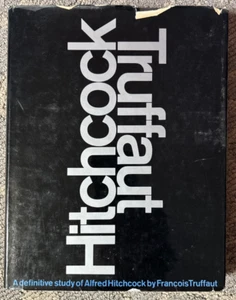 Hitchcock
Truffaut
A definitive study of Alfred Hitchcock by François Truffaut